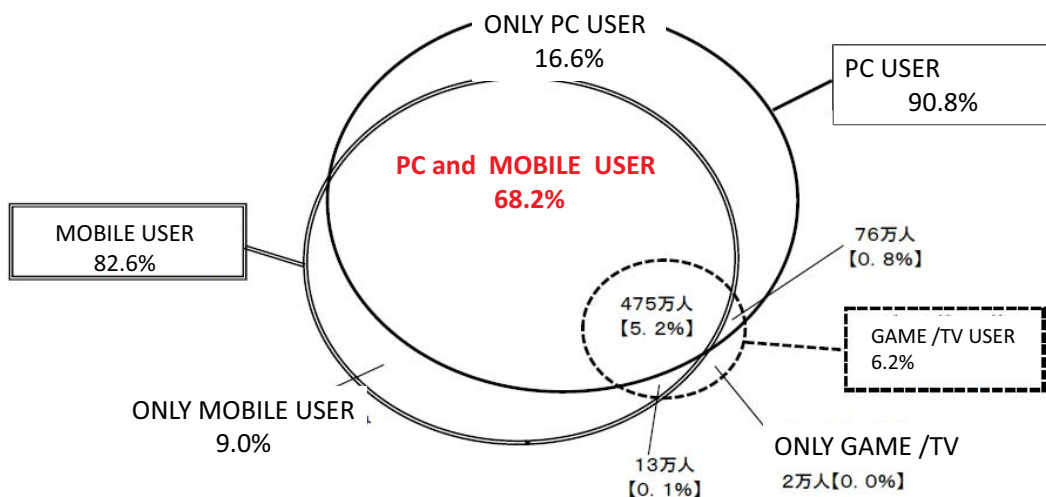 ONLY PC USER
16.6%
PC USER
90.8%
PC and MOBILE USER
68.2%
MOBILE USER
82.6%
76万人
【0.8%】
475万人
【5.2%】
GAME /TV USER
6.2%
ONLY MOBILE USER
9.0%
ONLY GAME /TV
13万人
【0.1%】
2万人【0.0%】